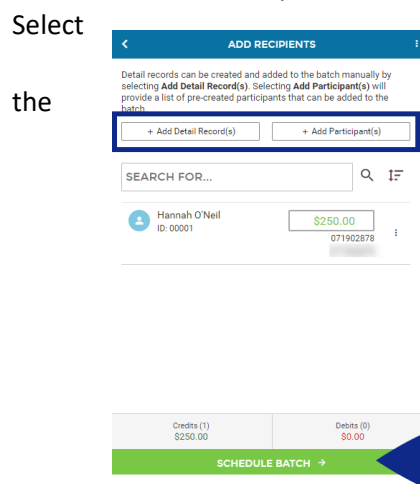 Select
the
ADD RECIPIENTS
Detail records can be created and added to the batch manually by
selecting Add Detail Record(s). Selecting Add Participant(s) will
provide a list of pre-created participants that can be added to the
batch.
+ Add Detail Record(s) + Add Participant(s)
SEARCH FOR...
Hannah O'Neil $250.00
ID: 00001
071902878
Credits (1) Debits (0)
$250.00 $0.00
SCHEDULE BATCH →